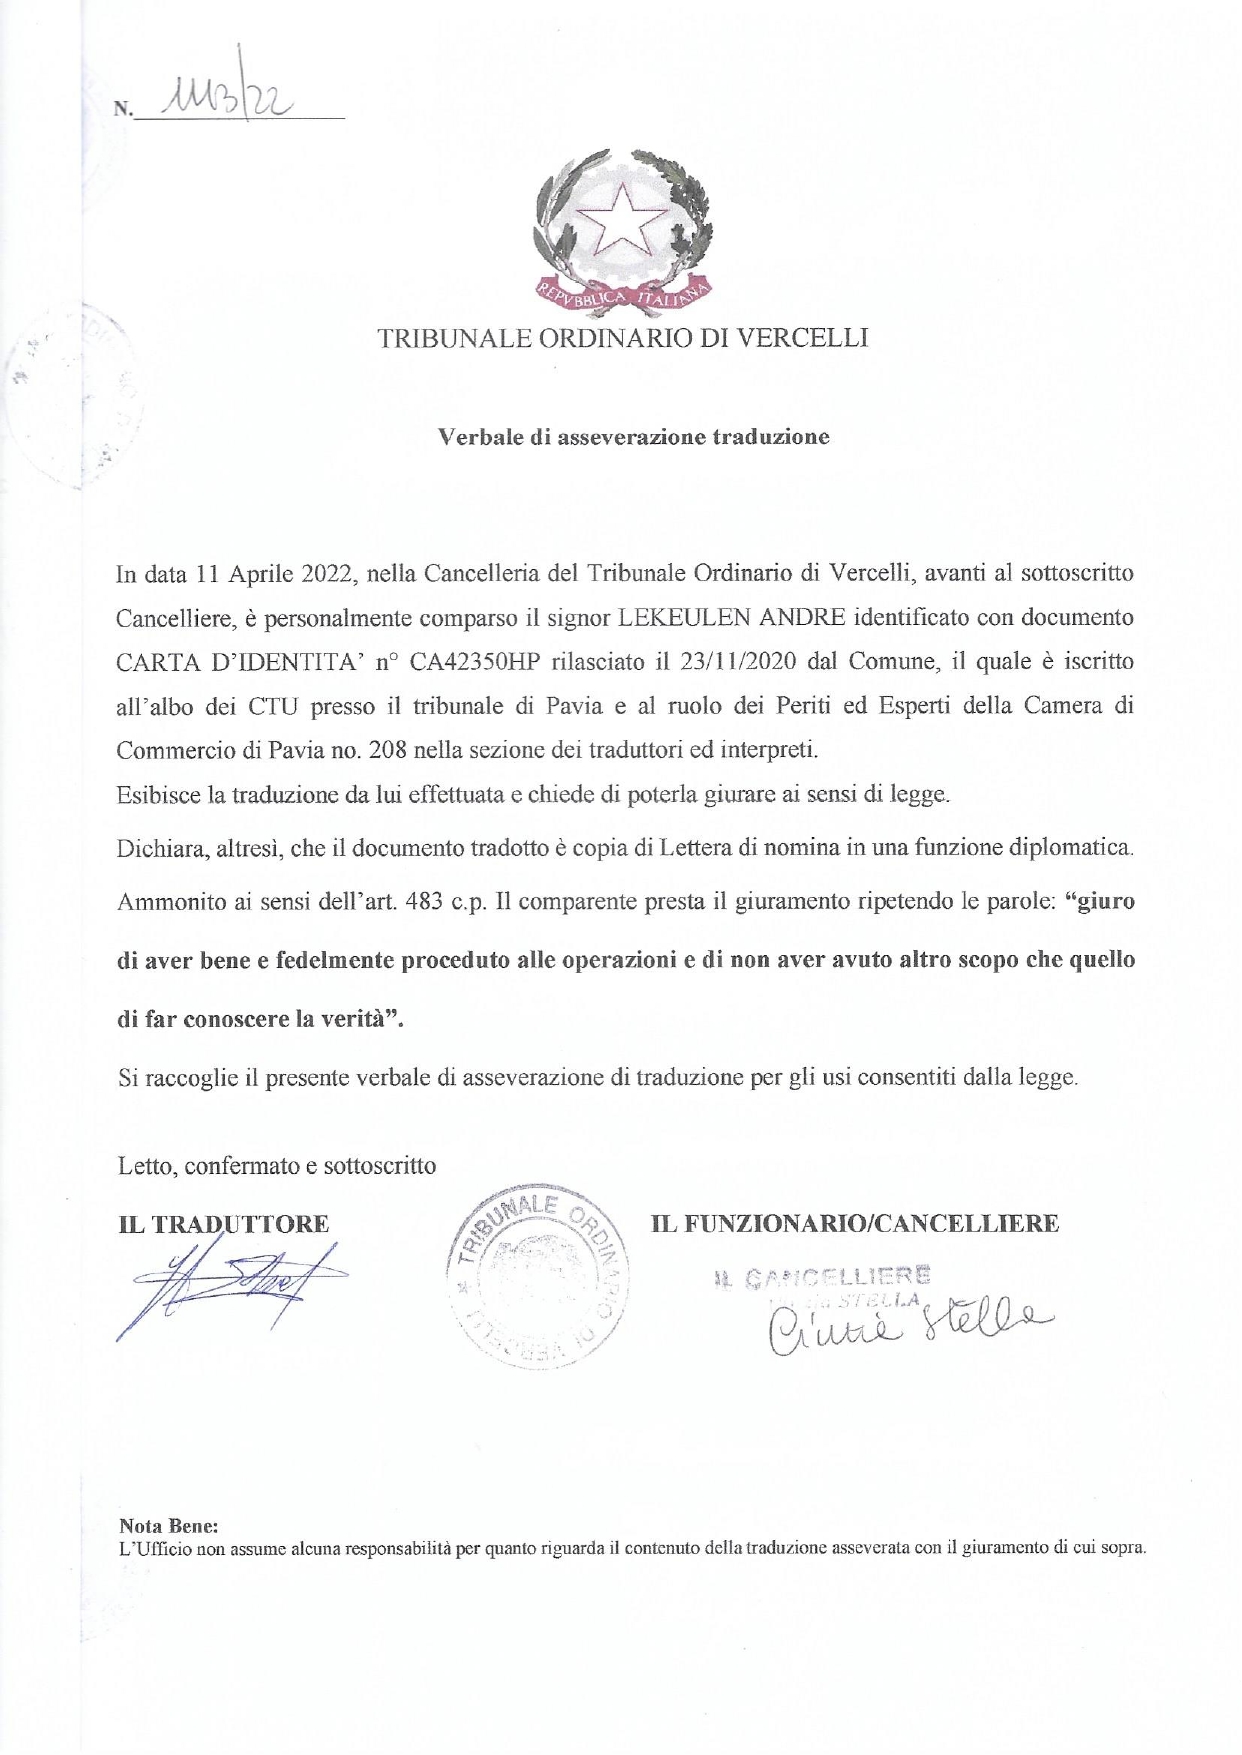 N. 1113/22
REPVBBLICA ITALIANA
TRIBUNALE ORDINARIO DI VERCELLI
Verbale di asseverazione traduzione
In data 11 Aprile 2022, nella Cancelleria del Tribunale Ordinario di Vercelli, avanti al sottoscritto
Cancelliere, è personalmente comparso il signor LEKEULEN ANDRE identificato con documento
CARTA D’IDENTITA’ n° CA42350HP rilasciato il 23/11/2020 dal Comune, il quale è iscritto
all’albo dei CTU presso il tribunale di Pavia e al ruolo dei Periti ed Esperti della Camera di
Commercio di Pavia no. 208 nella sezione dei traduttori ed interpreti.
Esibisce la traduzione da lui effettuata e chiede di poterla giurare ai sensi di legge.
Dichiara, altresì, che il documento tradotto è copia di Lettera di nomina in una funzione diplomatica.
Ammonito ai sensi dell’art. 483 c.p. Il comparente presta il giuramento ripetendo le parole: “giuro
di aver bene e fedelmente proceduto alle operazioni e di non aver avuto altro scopo che quello
di far conoscere la verità”.
Si raccoglie il presente verbale di asseverazione di traduzione per gli usi consentiti dalla legge.
Letto, confermato e sottoscritto
IL TRADUTTORE
IL FUNZIONARIO/CANCELLIERE
TRIBUNALE ORDINARIO DI VERCELLI
IL CANCELLIERE
STELLA
Stella
Nota Bene:
L’Ufficio non assume alcuna responsabilità per quanto riguarda il contenuto della traduzione asseverata con il giuramento di cui sopra.